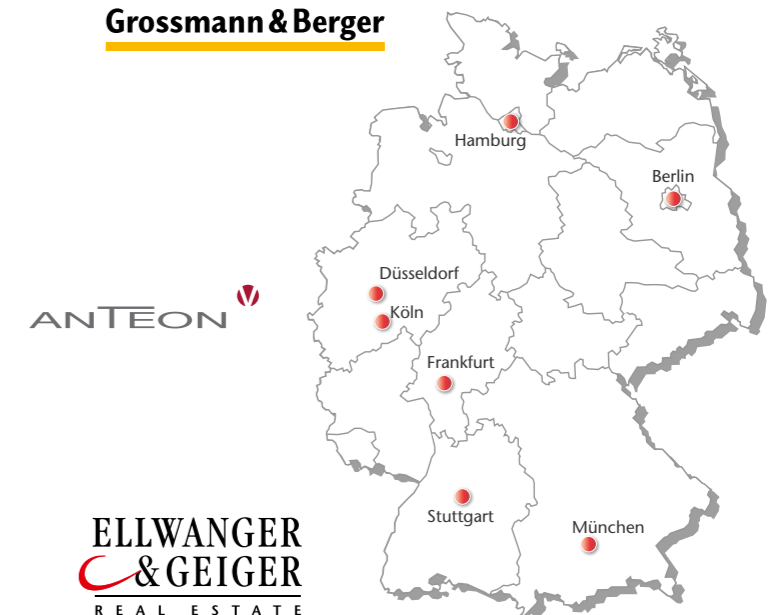 Grossmann & Berger
Hamburg
Berlin
Düsseldorf
Köln
ANTEON
Frankfurt
Stuttgart
München
ELLWANGER
& GEIGER
REAL ESTATE